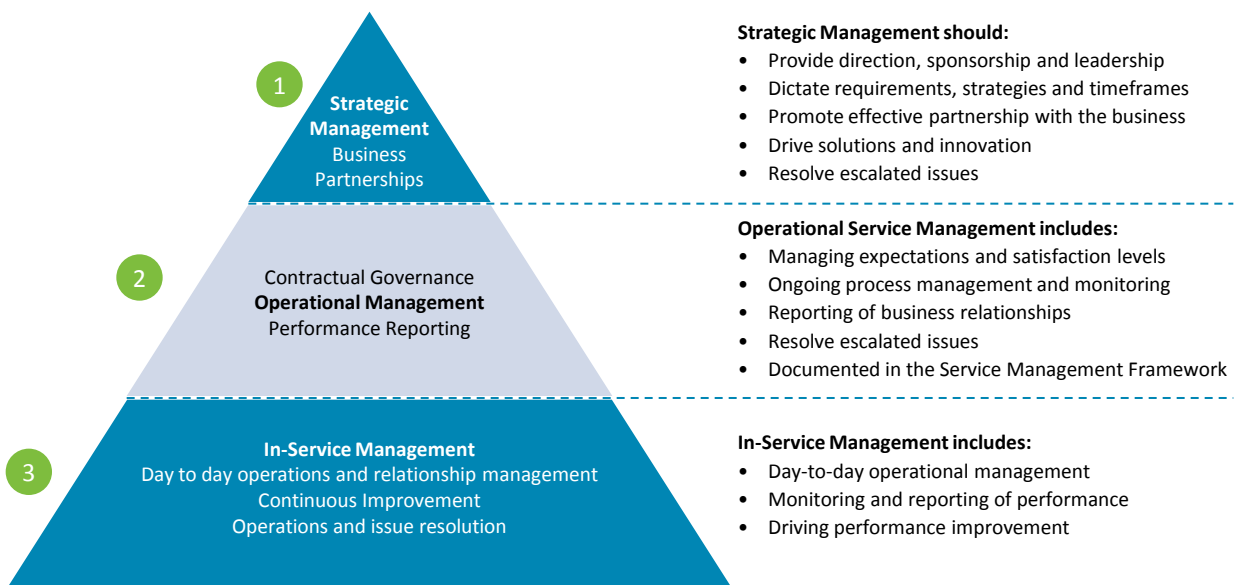 1
Strategic
Management
Business
Partnerships
Strategic Management should:
• Provide direction, sponsorship and leadership
• Dictate requirements, strategies and timeframes
• Promote effective partnership with the business
• Drive solutions and innovation
• Resolve escalated issues
2
Contractual Governance
Operational Management
Performance Reporting
Operational Service Management includes:
• Managing expectations and satisfaction levels
• Ongoing process management and monitoring
• Reporting of business relationships
• Resolve escalated issues
• Documented in the Service Management Framework
3
In-Service Management
Day to day operations and relationship management
Continuous Improvement
Operations and issue resolution
In-Service Management includes:
• Day-to-day operational management
• Monitoring and reporting of performance
• Driving performance improvement